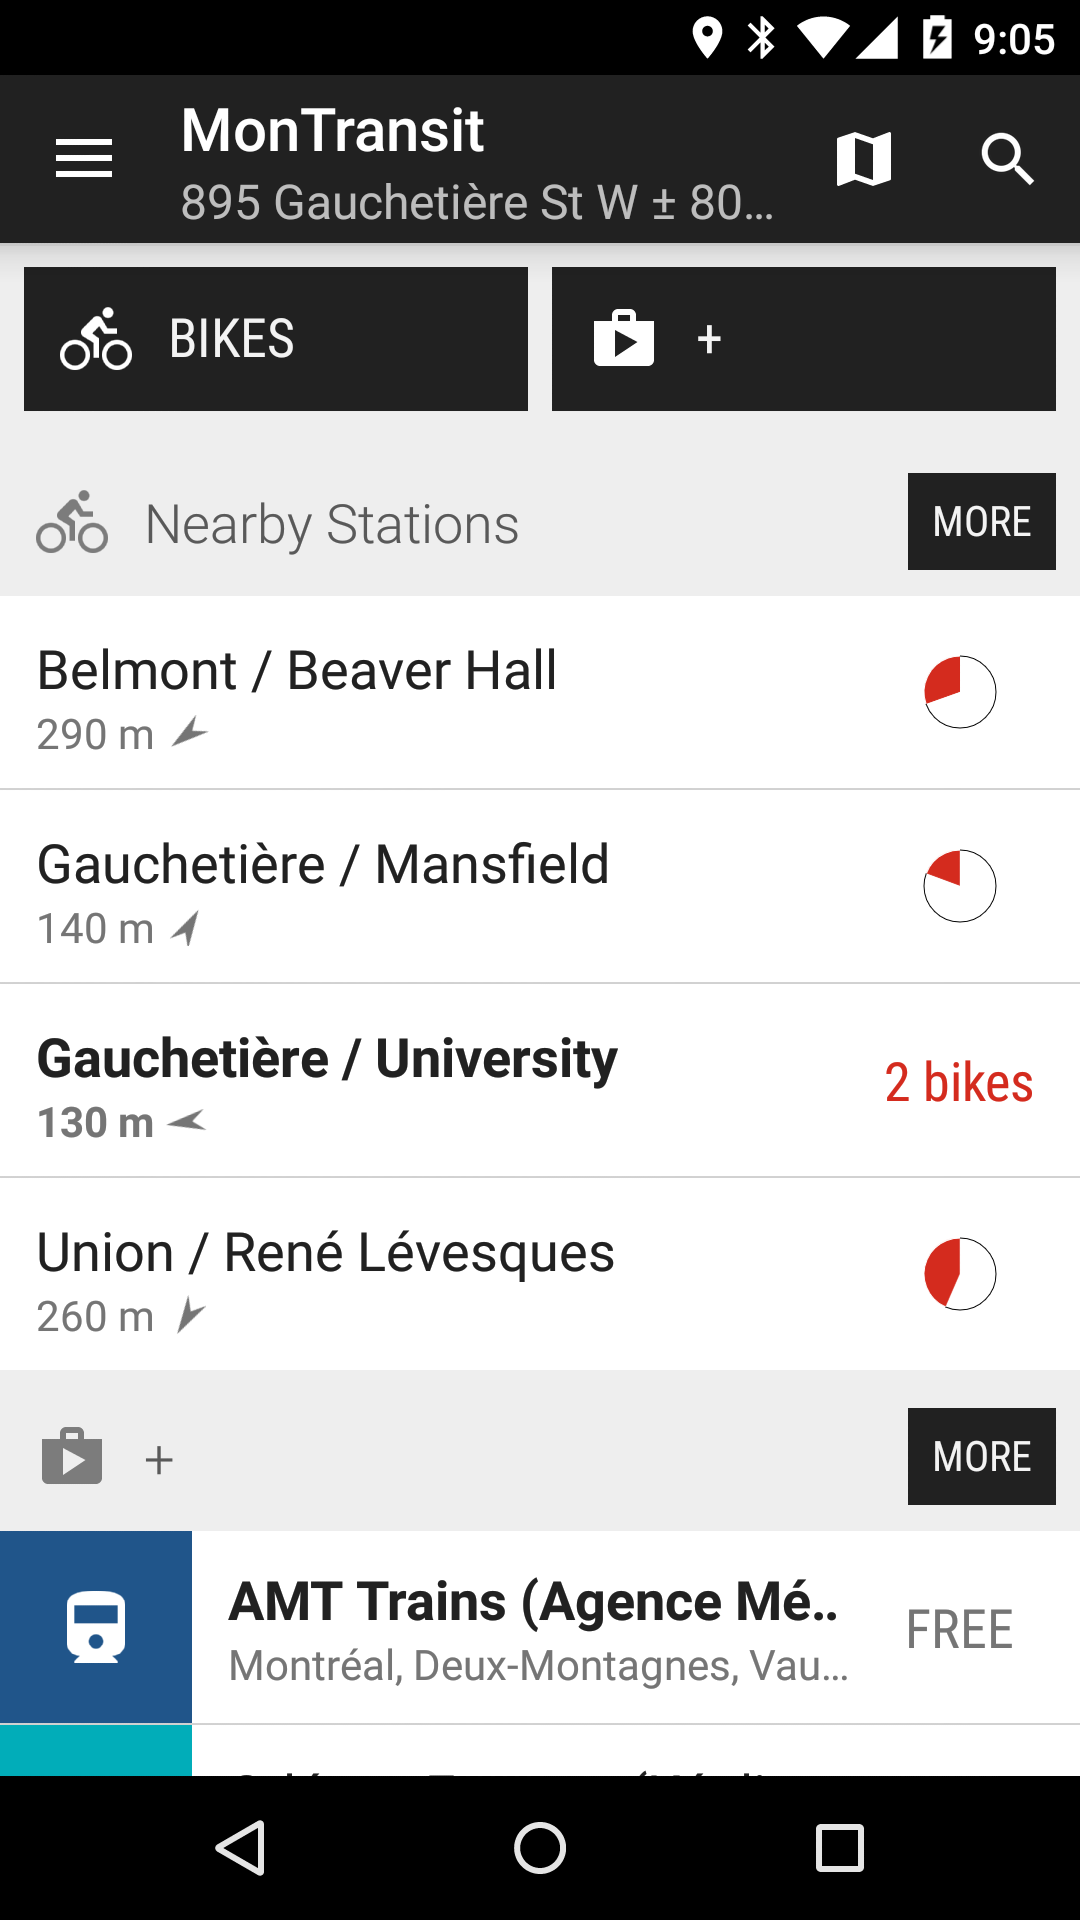 9:05
MonTransit
895 Gauchetière St W ± 80…
BIKES
+
Nearby Stations
MORE
Belmont / Beaver Hall
290 m
Gauchetière / Mansfield
140 m
Gauchetière / University
2 bikes
130 m
Union / René Lévesques
260 m
+
MORE
AMT Trains (Agence Mé..
FREE
Montréal, Deux-Montagnes, Vau…